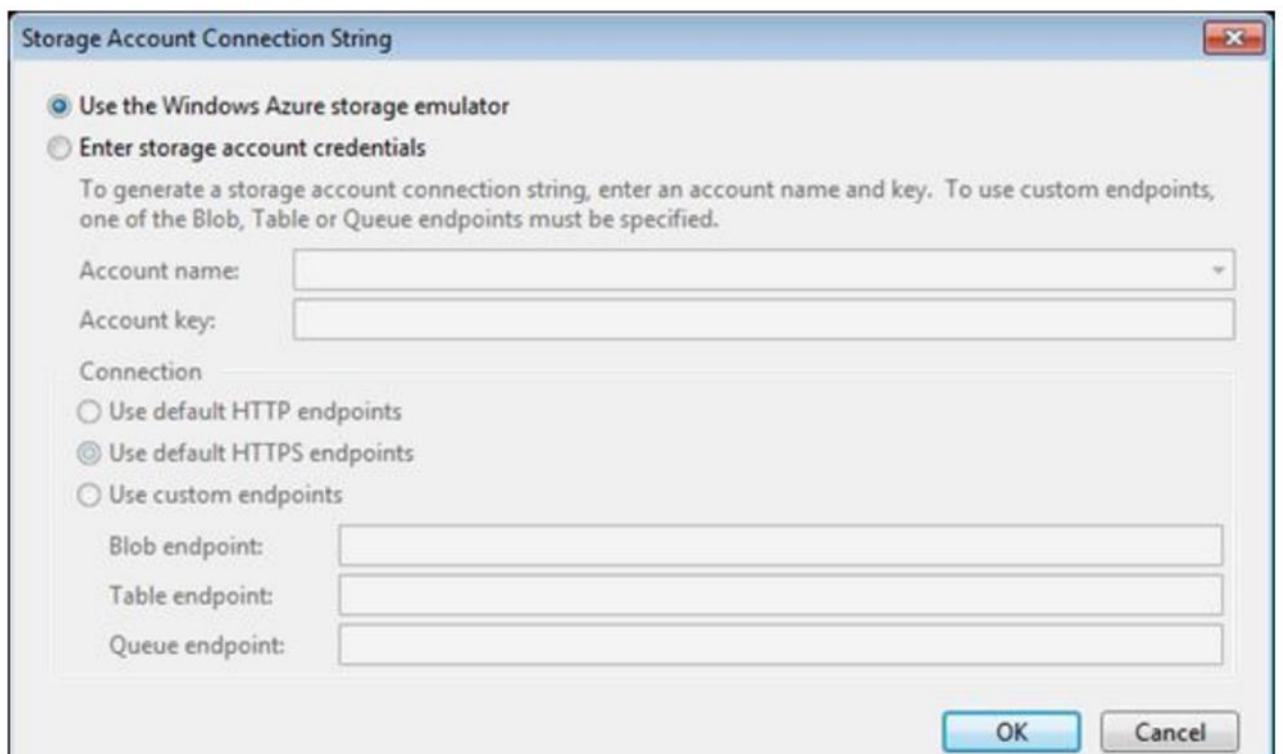 Storage Account Connection String
Use the Windows Azure storage emulator
Enter storage account credentials
To generate a storage account connection string, enter an account name and key.  To use custom endpoints,
one of the Blob, Table or Queue endpoints must be specified.
Account name:
Account key:
Connection
Use default HTTP endpoints
Use default HTTPS endpoints
Use custom endpoints
Blob endpoint:
Table endpoint:
Queue endpoint:
OK Cancel